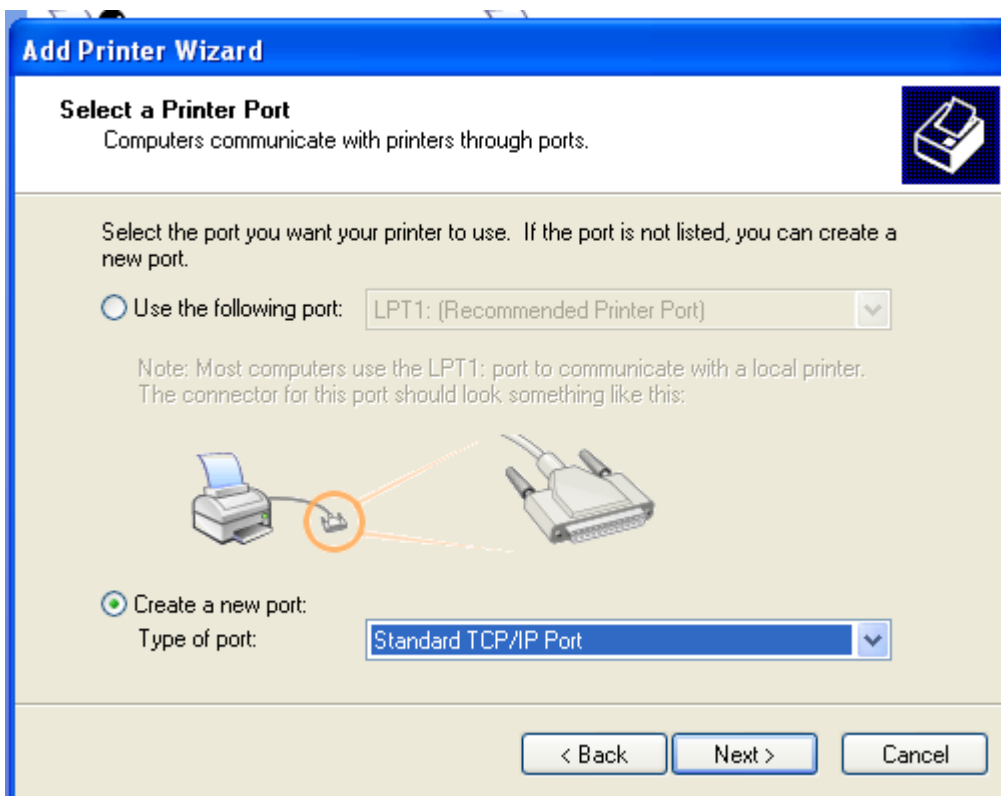 Add Printer Wizard
Select a Printer Port
Computers communicate with printers through ports.
Select the port you want your printer to use.  If the port is not listed, you can create a
new port.
Use the following port: LPT1: (Recommended Printer Port)
Note: Most computers use the LPT1: port to communicate with a local printer.
The connector for this port should look something like this:
Create a new port:
Type of port: Standard TCP/IP Port
< Back Next > Cancel